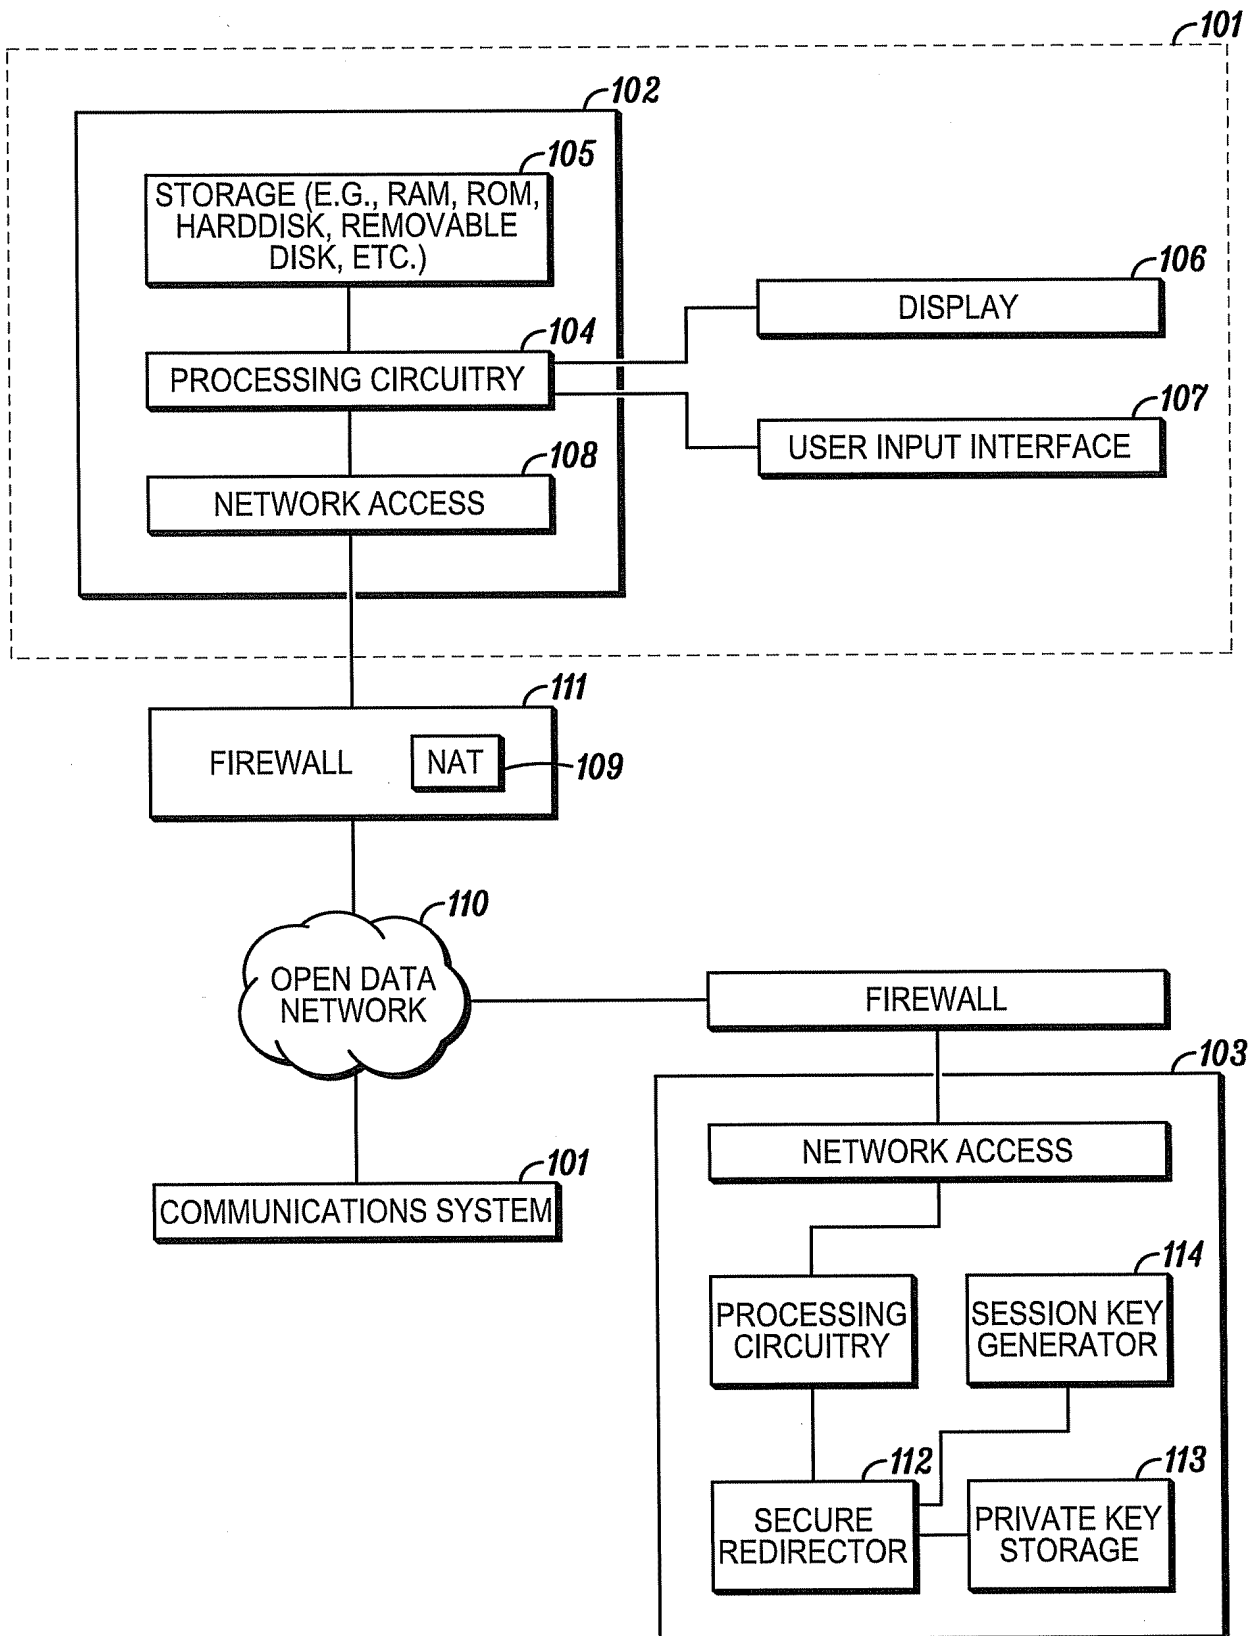 101
102
105
STORAGE (E.G., RAM, ROM,
HARDDISK, REMOVABLE
DISK, ETC.)
106
DISPLAY
104
PROCESSING CIRCUITRY
107
USER INPUT INTERFACE
108
NETWORK ACCESS
111
FIREWALL
NAT
109
110
OPEN DATA
NETWORK
FIREWALL
103
NETWORK ACCESS
101
COMMUNICATIONS SYSTEM
114
PROCESSING
CIRCUITRY
SESSION KEY
GENERATOR
112
113
SECURE
REDIRECTOR
PRIVATE KEY
STORAGE